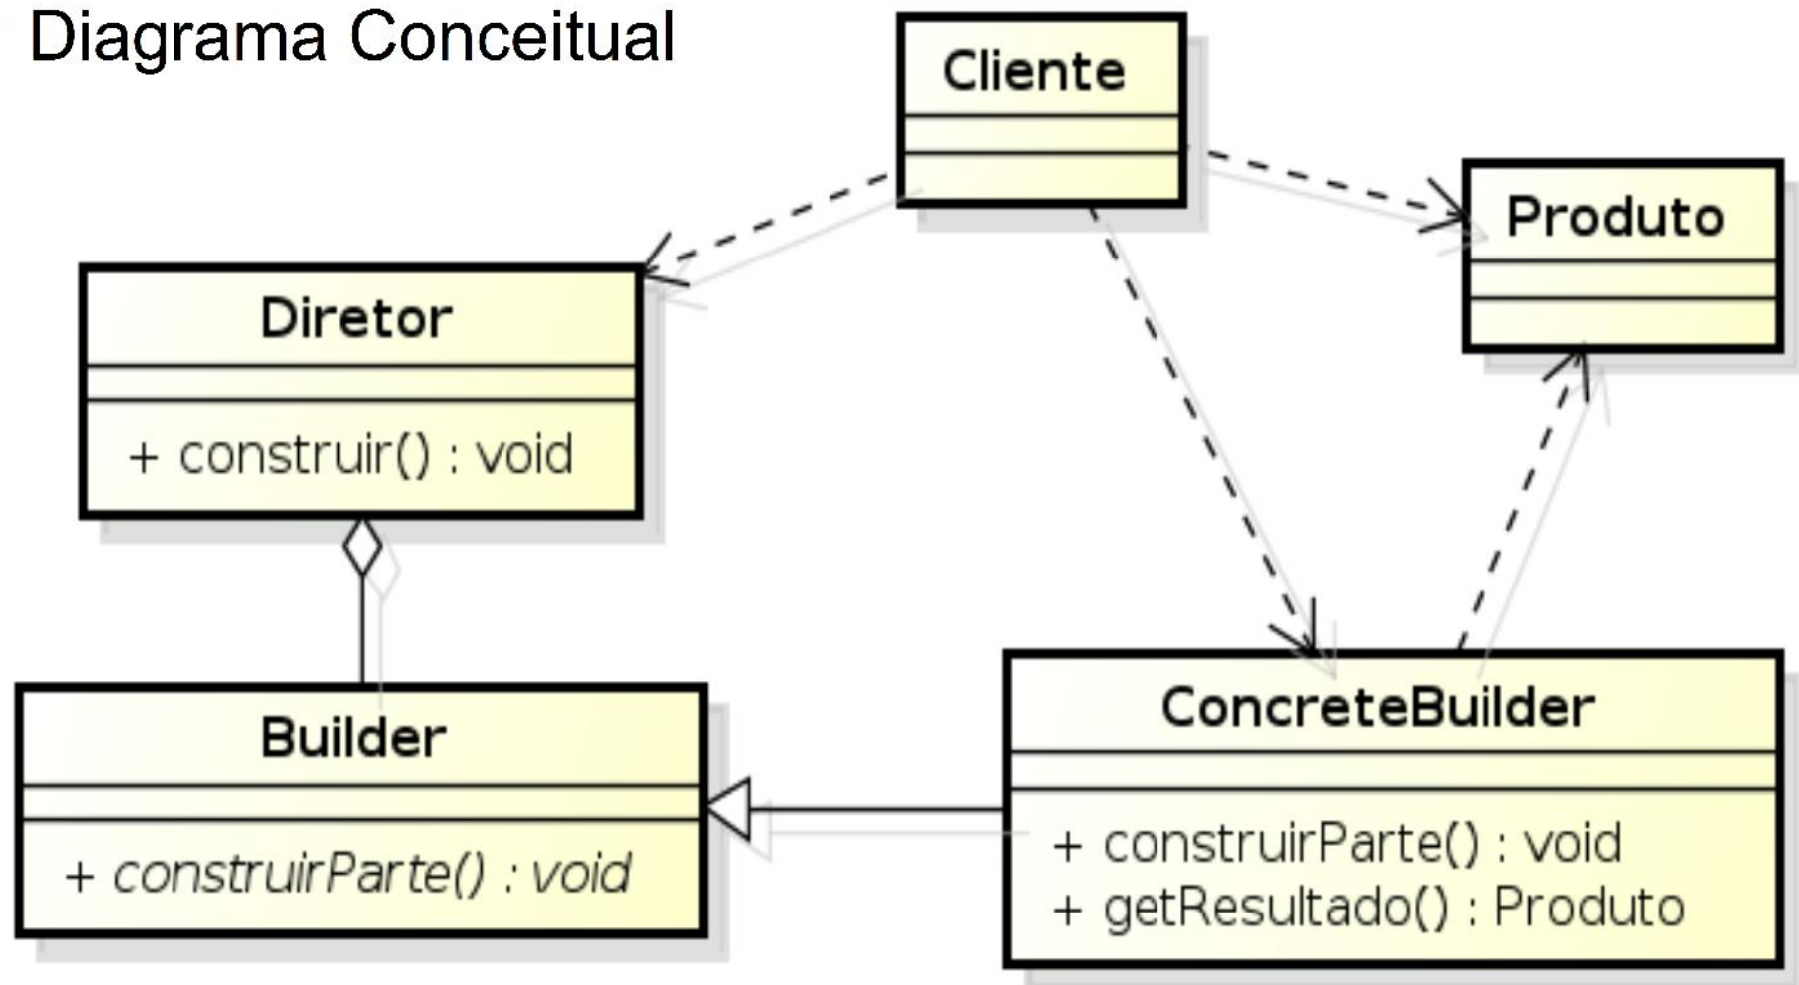 Diagrama Conceitual
Cliente
Produto
Diretor
+ construir() : void
Builder
+ construirParte() : void
ConcreteBuilder
+ construirParte() : void
+ getResultado() : Produto